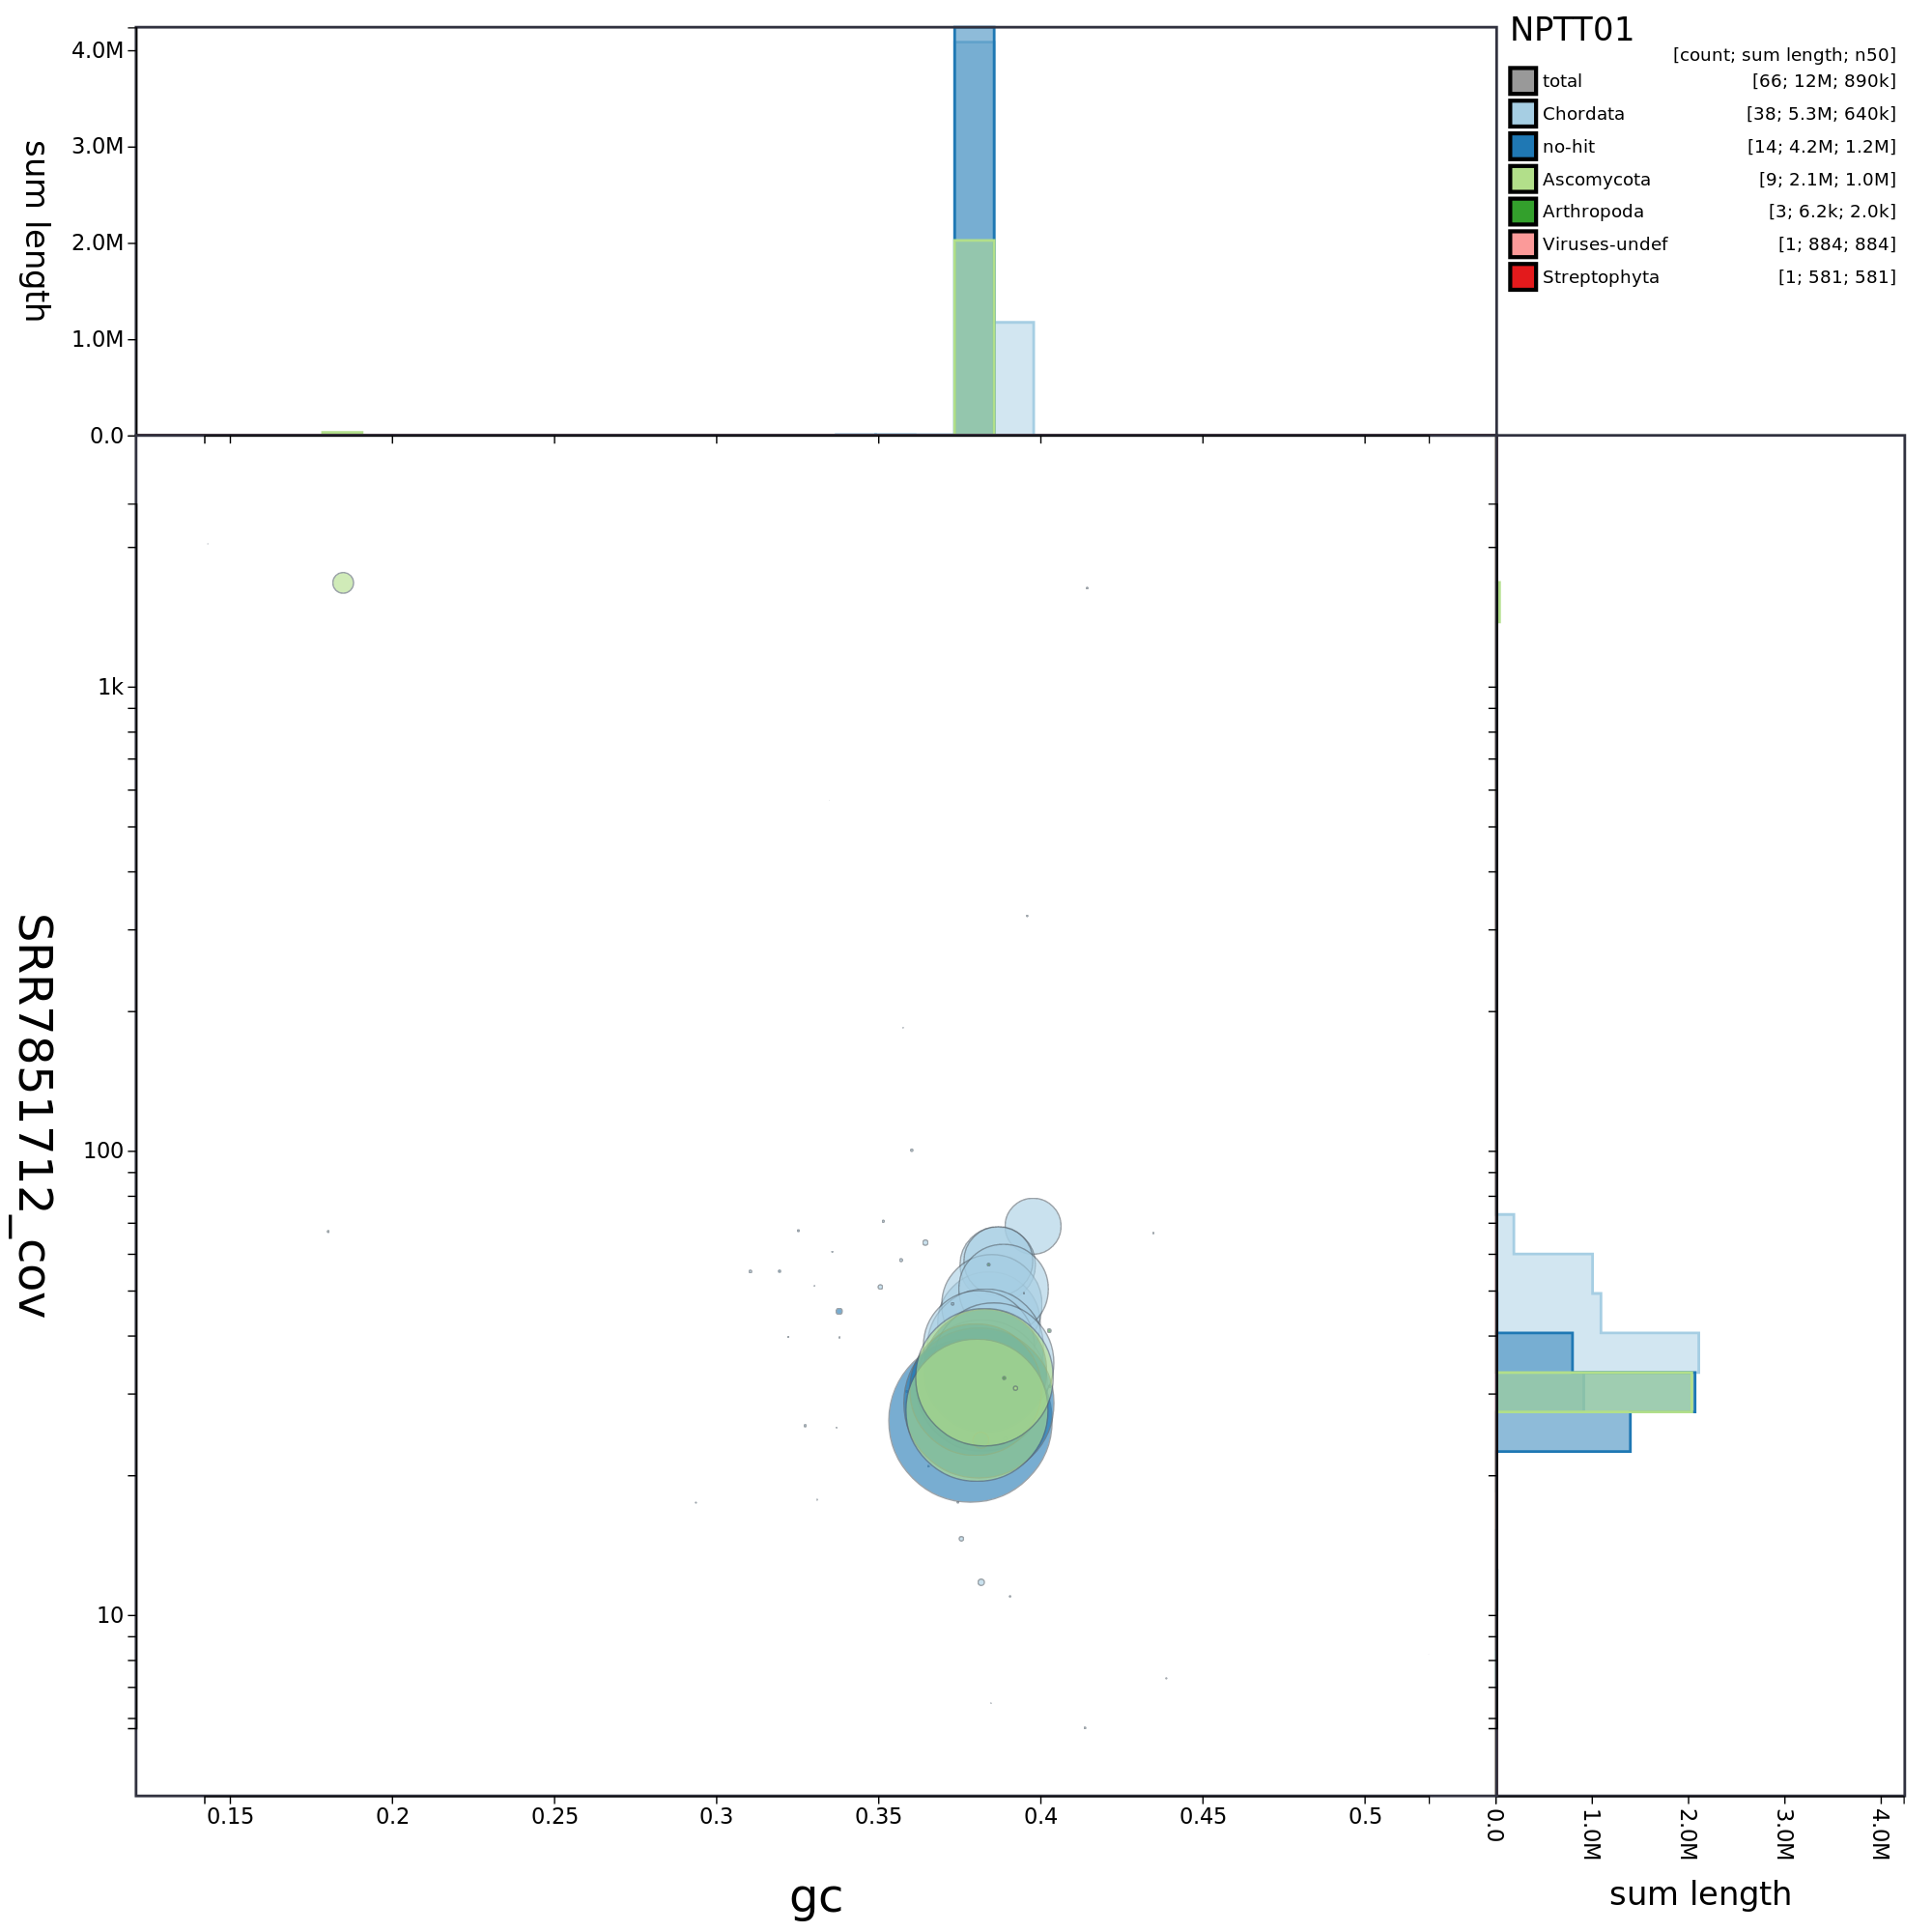 NPTT01
[count; sum length; n50]
total [66; 12M; 890k]
Chordata [38; 5.3M; 640k]
no-hit [14; 4.2M; 1.2M]
Ascomycota [9; 2.1M; 1.0M]
Arthropoda [3; 6.2k; 2.0k]
Viruses-undef [1; 884; 884]
Streptophyta [1; 581; 581]
sum length
4.0M
3.0M
2.0M
1.0M
0.0
SRR7851712_cov
1k
100
10
0.15 0.2 0.25 0.3 0.35 0.4 0.45 0.5
gc
0.0 1.0M 2.0M 3.0M 4.0M
sum length